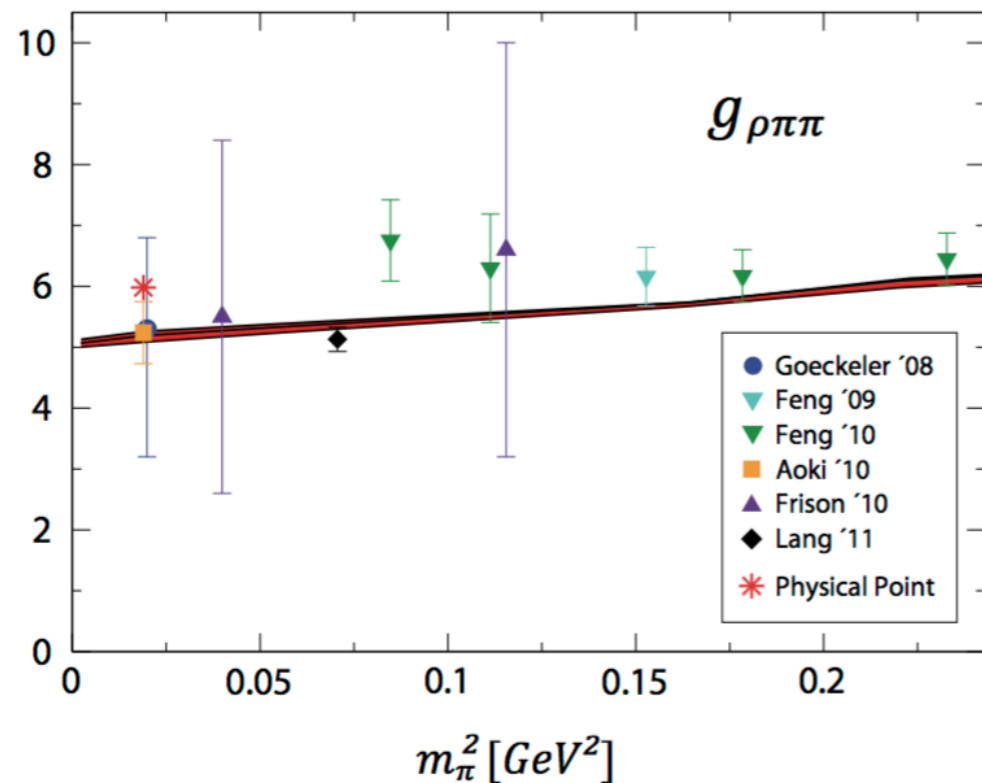 10
g_ρππ
8
6
4
2
0
Goeckeler ´08
Feng ´09
Feng ´10
Aoki ´10
Frison ´10
Lang ´11
Physical Point
0 0.05 0.1 0.15 0.2
m_π^2 [GeV^2]